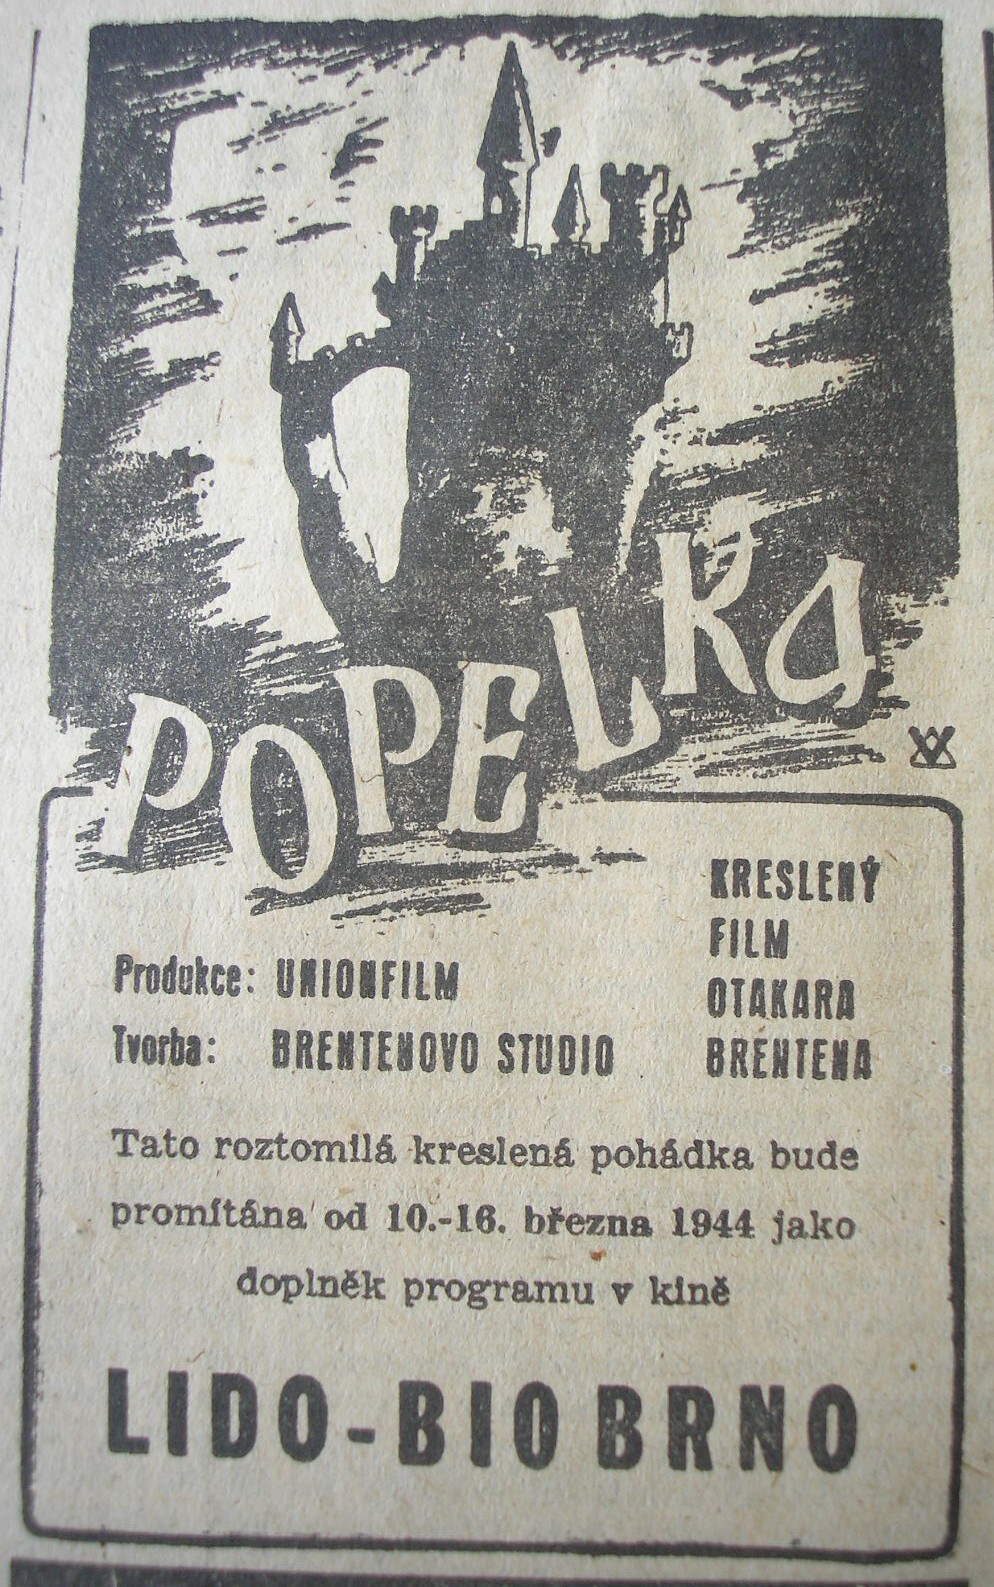 POPELKA
KRESLENÝ
FILM
OTAKARA
BRENTENA
Produkce: UNIONFILM
Tvorba: BRENTENOVO STUDIO
Tato roztomilá kreslená pohádka bude
promítána od 10.-16. března 1944 jako
doplněk programu v kině
LIDO-BIO BRNO